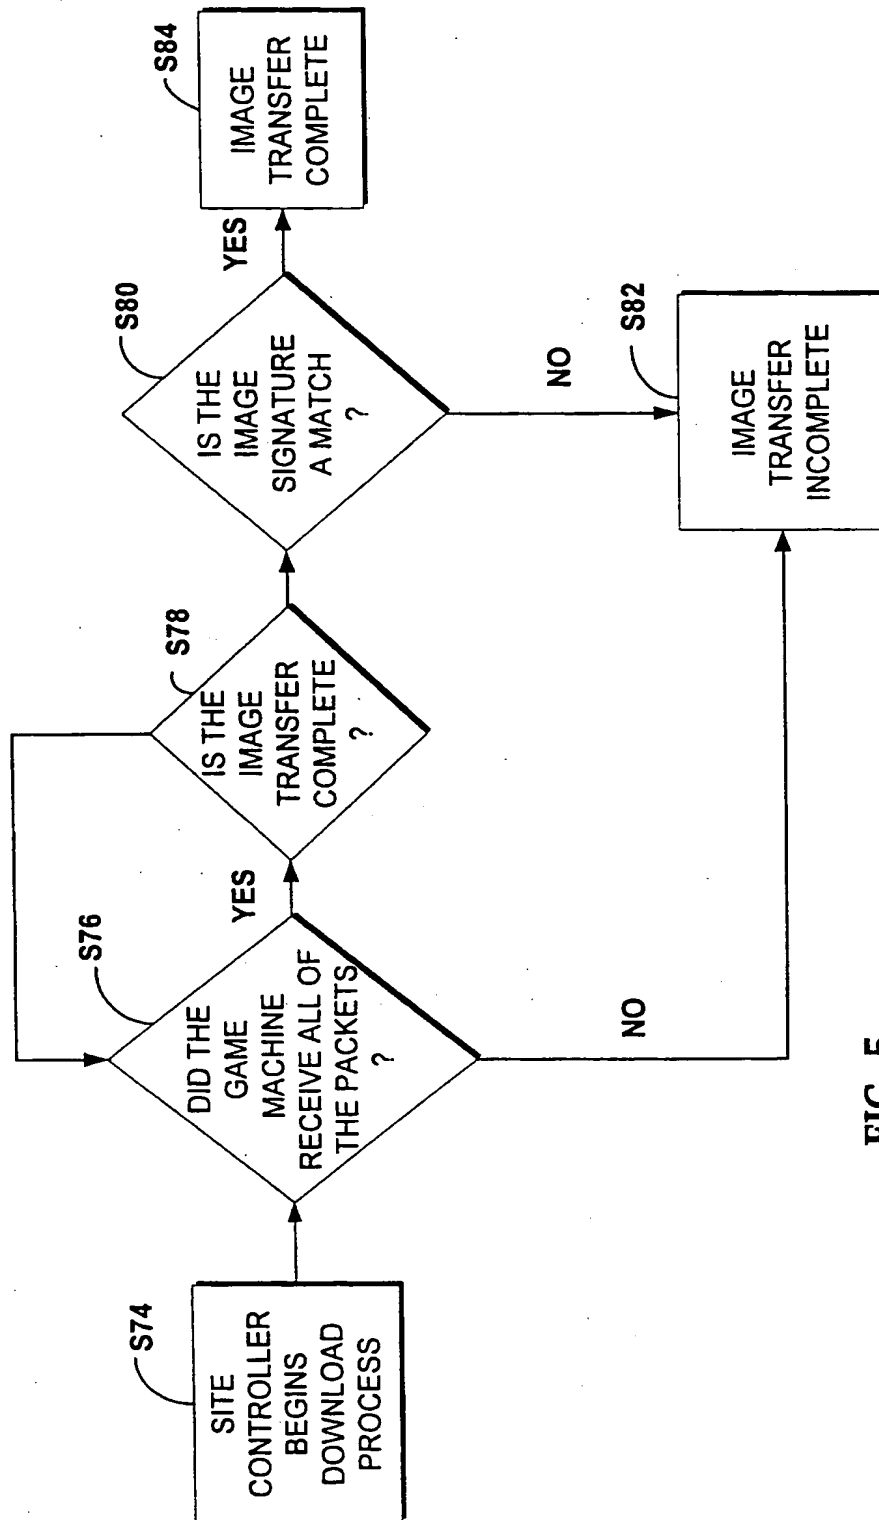 S74
SITE
CONTROLLER
BEGINS
DOWNLOAD
PROCESS
S76
DID THE
GAME
MACHINE
RECEIVE ALL OF
THE PACKETS
?
YES
NO
S78
IS THE
IMAGE
TRANSFER
COMPLETE
?
S80
IS THE
IMAGE
SIGNATURE
A MATCH
?
YES
NO
S84
IMAGE
TRANSFER
COMPLETE
S82
IMAGE
TRANSFER
INCOMPLETE
FIG. 5